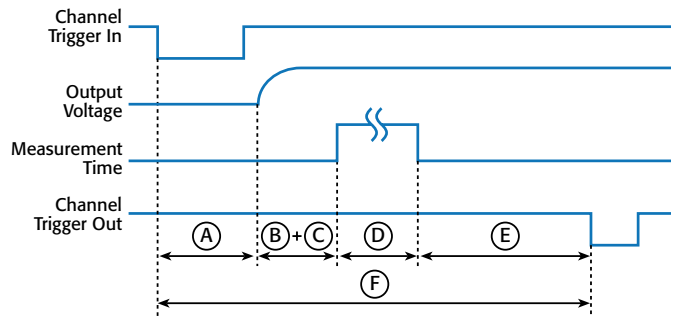 Channel
Trigger In
Output
Voltage
Measurement
Time
Channel
Trigger Out
A
B+C
D
E
F